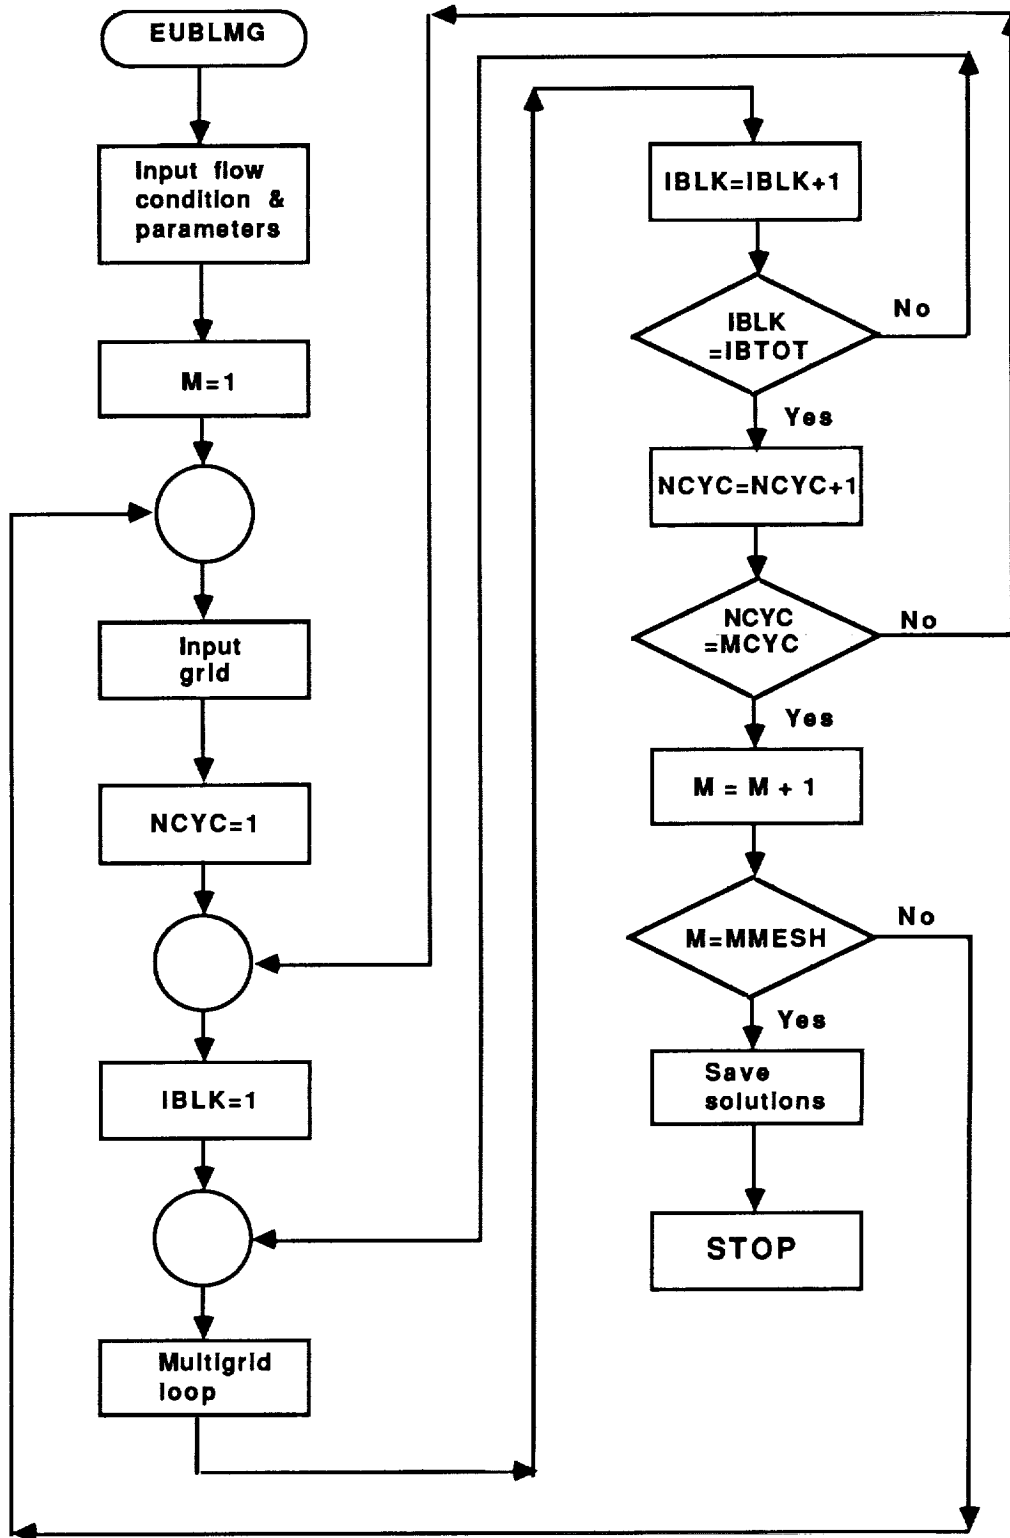 EUBLMG
Input flow
condition &
parameters
M=1
Input
grid
NCYC=1
IBLK=1
Multigrid
loop
IBLK=IBLK+1
IBLK
=IBTOT
No
Yes
NCYC=NCYC+1
NCYC
=MCYC
No
Yes
M = M + 1
M=MMESH
No
Yes
Save
solutions
STOP